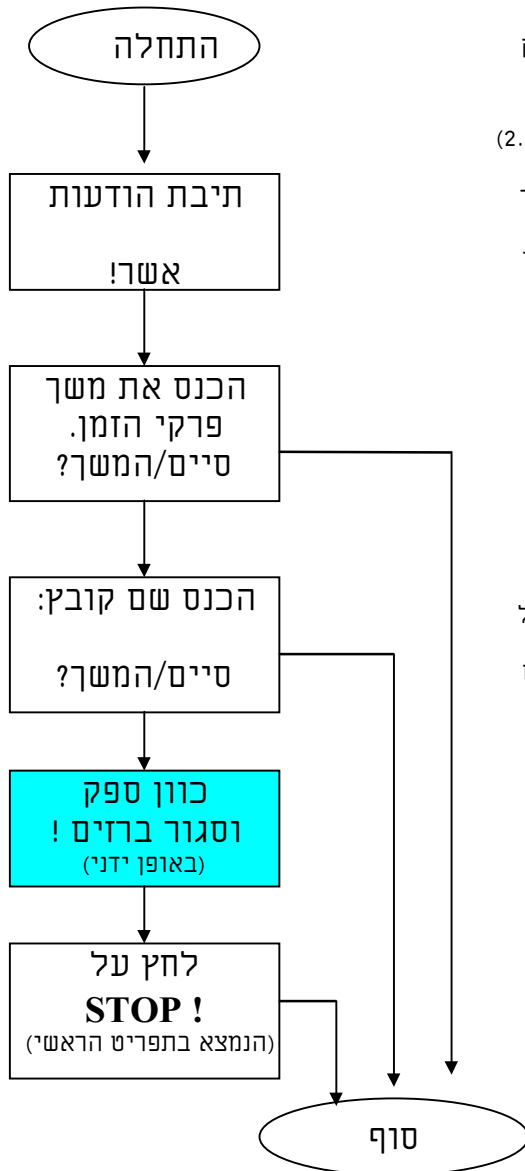 התחלה
(2.
תיבת הודעות
אשר!
הכנס את משך
פרקי הזמן.
סיים/המשך?
הכנס שם קובץ:
סיים/המשך?
כוון ספק
וסגור ברזים !
(באופן ידני)
לחץ על
STOP !
(הנמצא בתפריט הראשי)
סוף